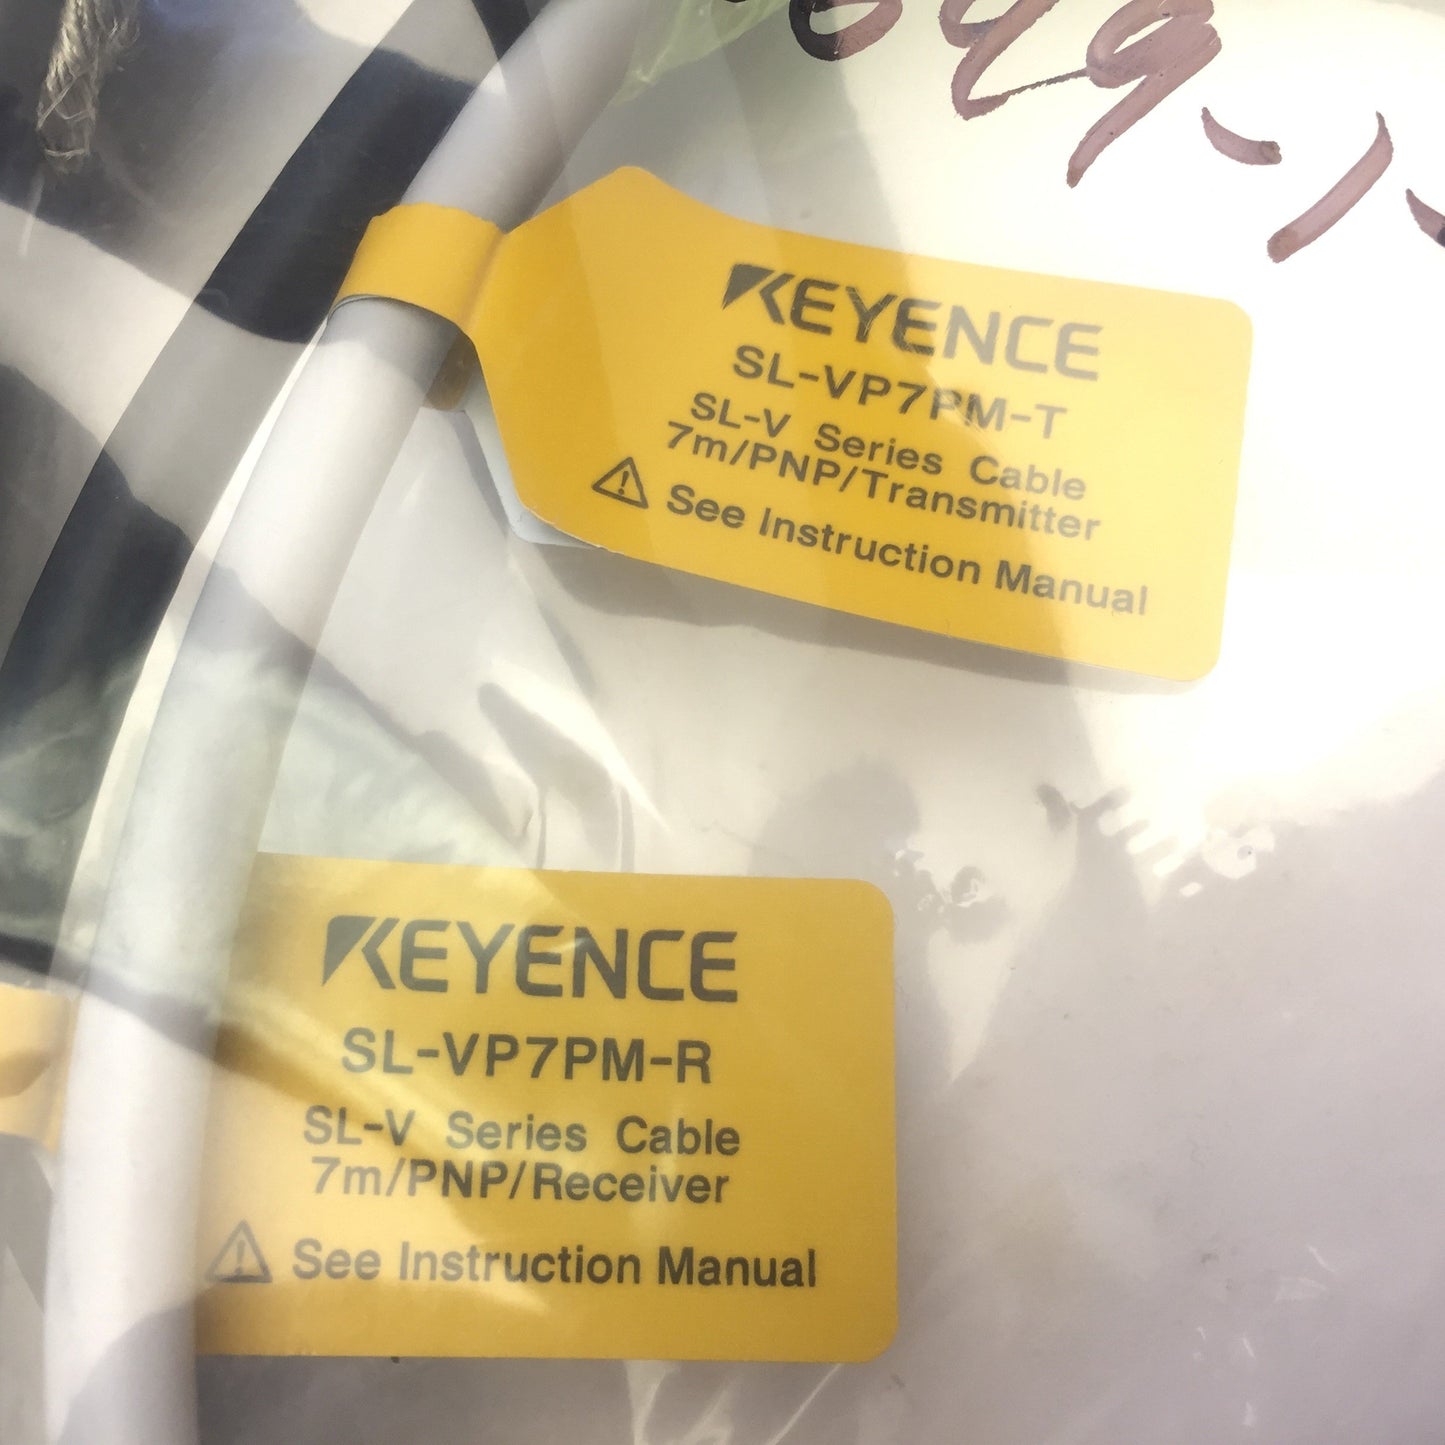 KEYENCE
SL-VP7PM-T
SL-V Series Cable
7m/PNP/Transmitter
⚠ See Instruction Manual
KEYENCE
SL-VP7PM-R
SL-V Series Cable
7m/PNP/Receiver
⚠ See Instruction Manual